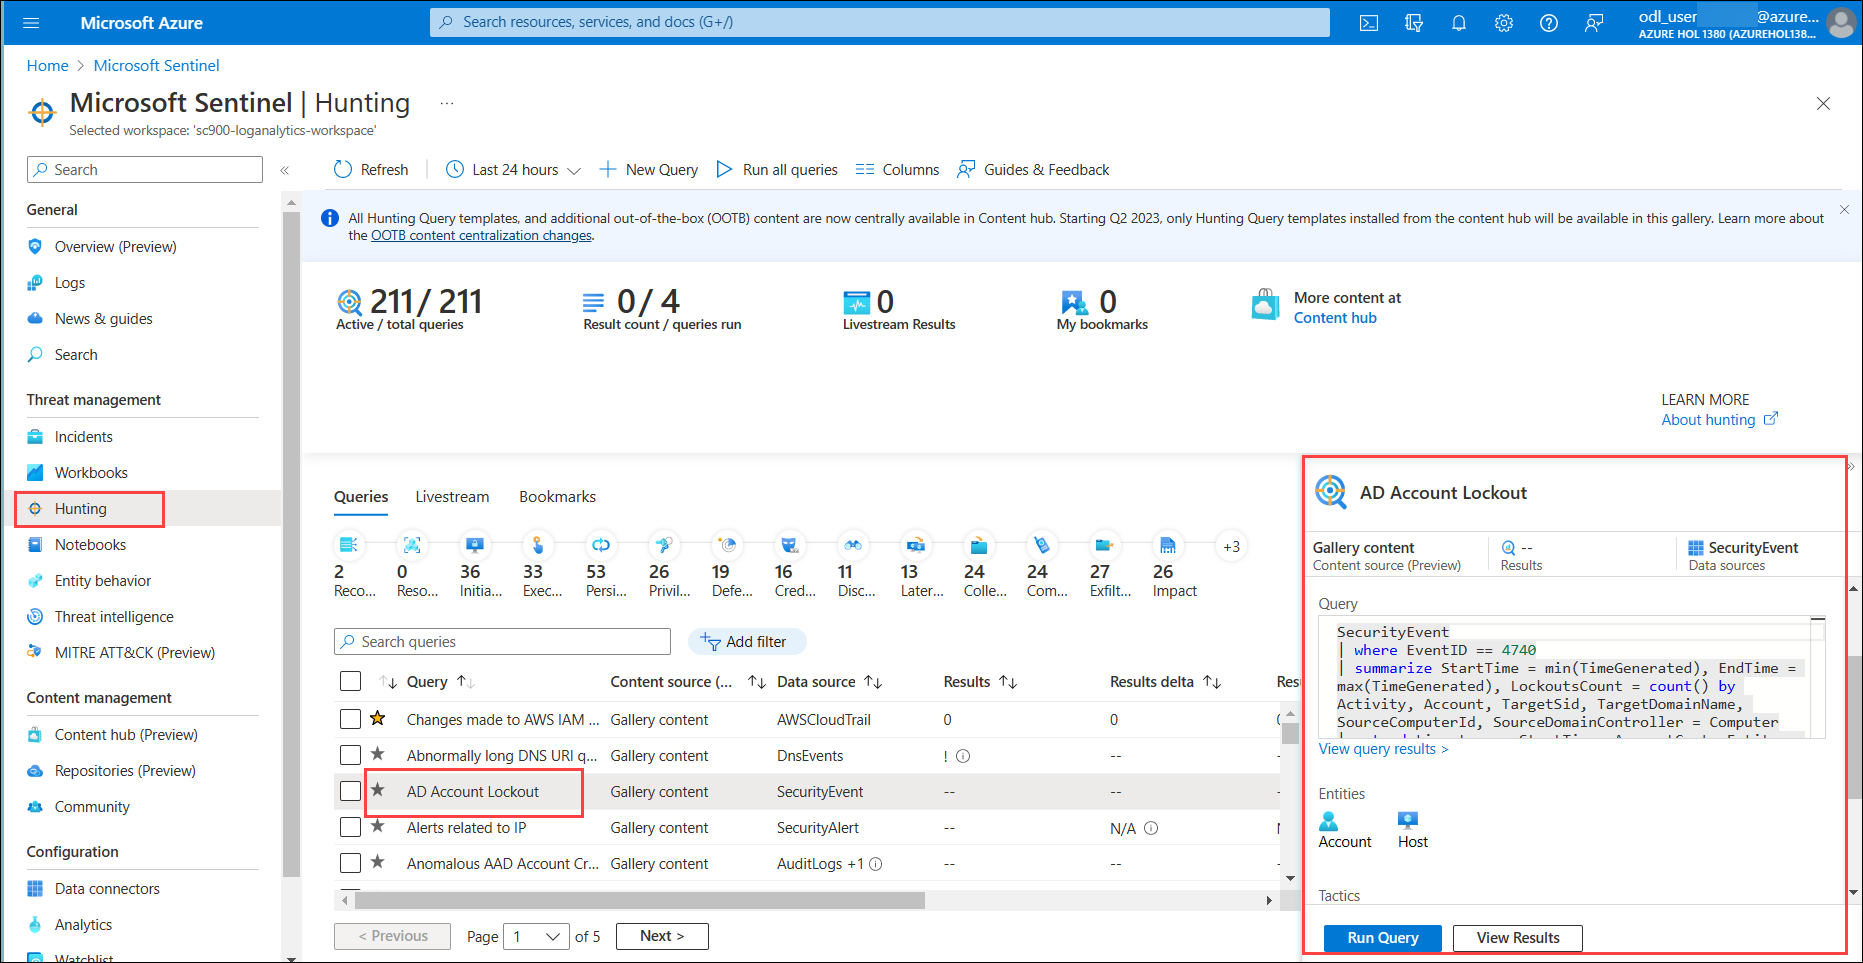 Microsoft Azure
Search resources, services, and docs (G+/)
odl_user @azure...
AZURE HOL 1380 (AZUREHOL138...
Home > Microsoft Sentinel
Microsoft Sentinel | Hunting ...
Selected workspace: 'sc900-loganalytics-workspace'
Search «
General
Overview (Preview)
Logs
News & guides
Search
Threat management
Incidents
Workbooks
Hunting
Notebooks
Entity behavior
Threat intelligence
MITRE ATT&CK (Preview)
Content management
Content hub (Preview)
Repositories (Preview)
Community
Configuration
Data connectors
Analytics
Watchlist
Refresh Last 24 hours New Query Run all queries Columns Guides & Feedback
All Hunting Query templates, and additional out-of-the-box (OOTB) content are now centrally available in Content hub. Starting Q2 2023, only Hunting Query templates installed from the content hub will be available in this gallery. Learn more about
the OOTB content centralization changes.
211/ 211
Active / total queries
0/ 4
Result count / queries run
0
Livestream Results
0
My bookmarks
More content at
Content hub
LEARN MORE
About hunting
Queries Livestream Bookmarks
+3
2 0 36 33 53 26 19 16 11 13 24 24 27 26
Reco... Reso... Initia... Exec... Persi... Privil... Defe... Cred... Disc... Later... Colle... Com... Exfilt... Impact
Search queries Add filter
Query Content source (... Data source Results Results delta Res
Changes made to AWS IAM ... Gallery content AWSCloudTrail 0 0
Abnormally long DNS URI q... Gallery content DnsEvents ! -- -
AD Account Lockout Gallery content SecurityEvent -- -- -
Alerts related to IP Gallery content SecurityAlert -- N/A
Anomalous AAD Account Cr... Gallery content AuditLogs +1 -- -- -
< Previous Page 1 of 5 Next >
»
AD Account Lockout
Gallery content
Content source (Preview)
--
Results
SecurityEvent
Data sources
Query
SecurityEvent
| where EventID == 4740
| summarize StartTime = min(TimeGenerated), EndTime =
max(TimeGenerated), LockoutsCount = count() by
Activity, Account, TargetSid, TargetDomainName,
SourceComputerId, SourceDomainController = Computer
View query results >
Entities
Account Host
Tactics
Run Query View Results